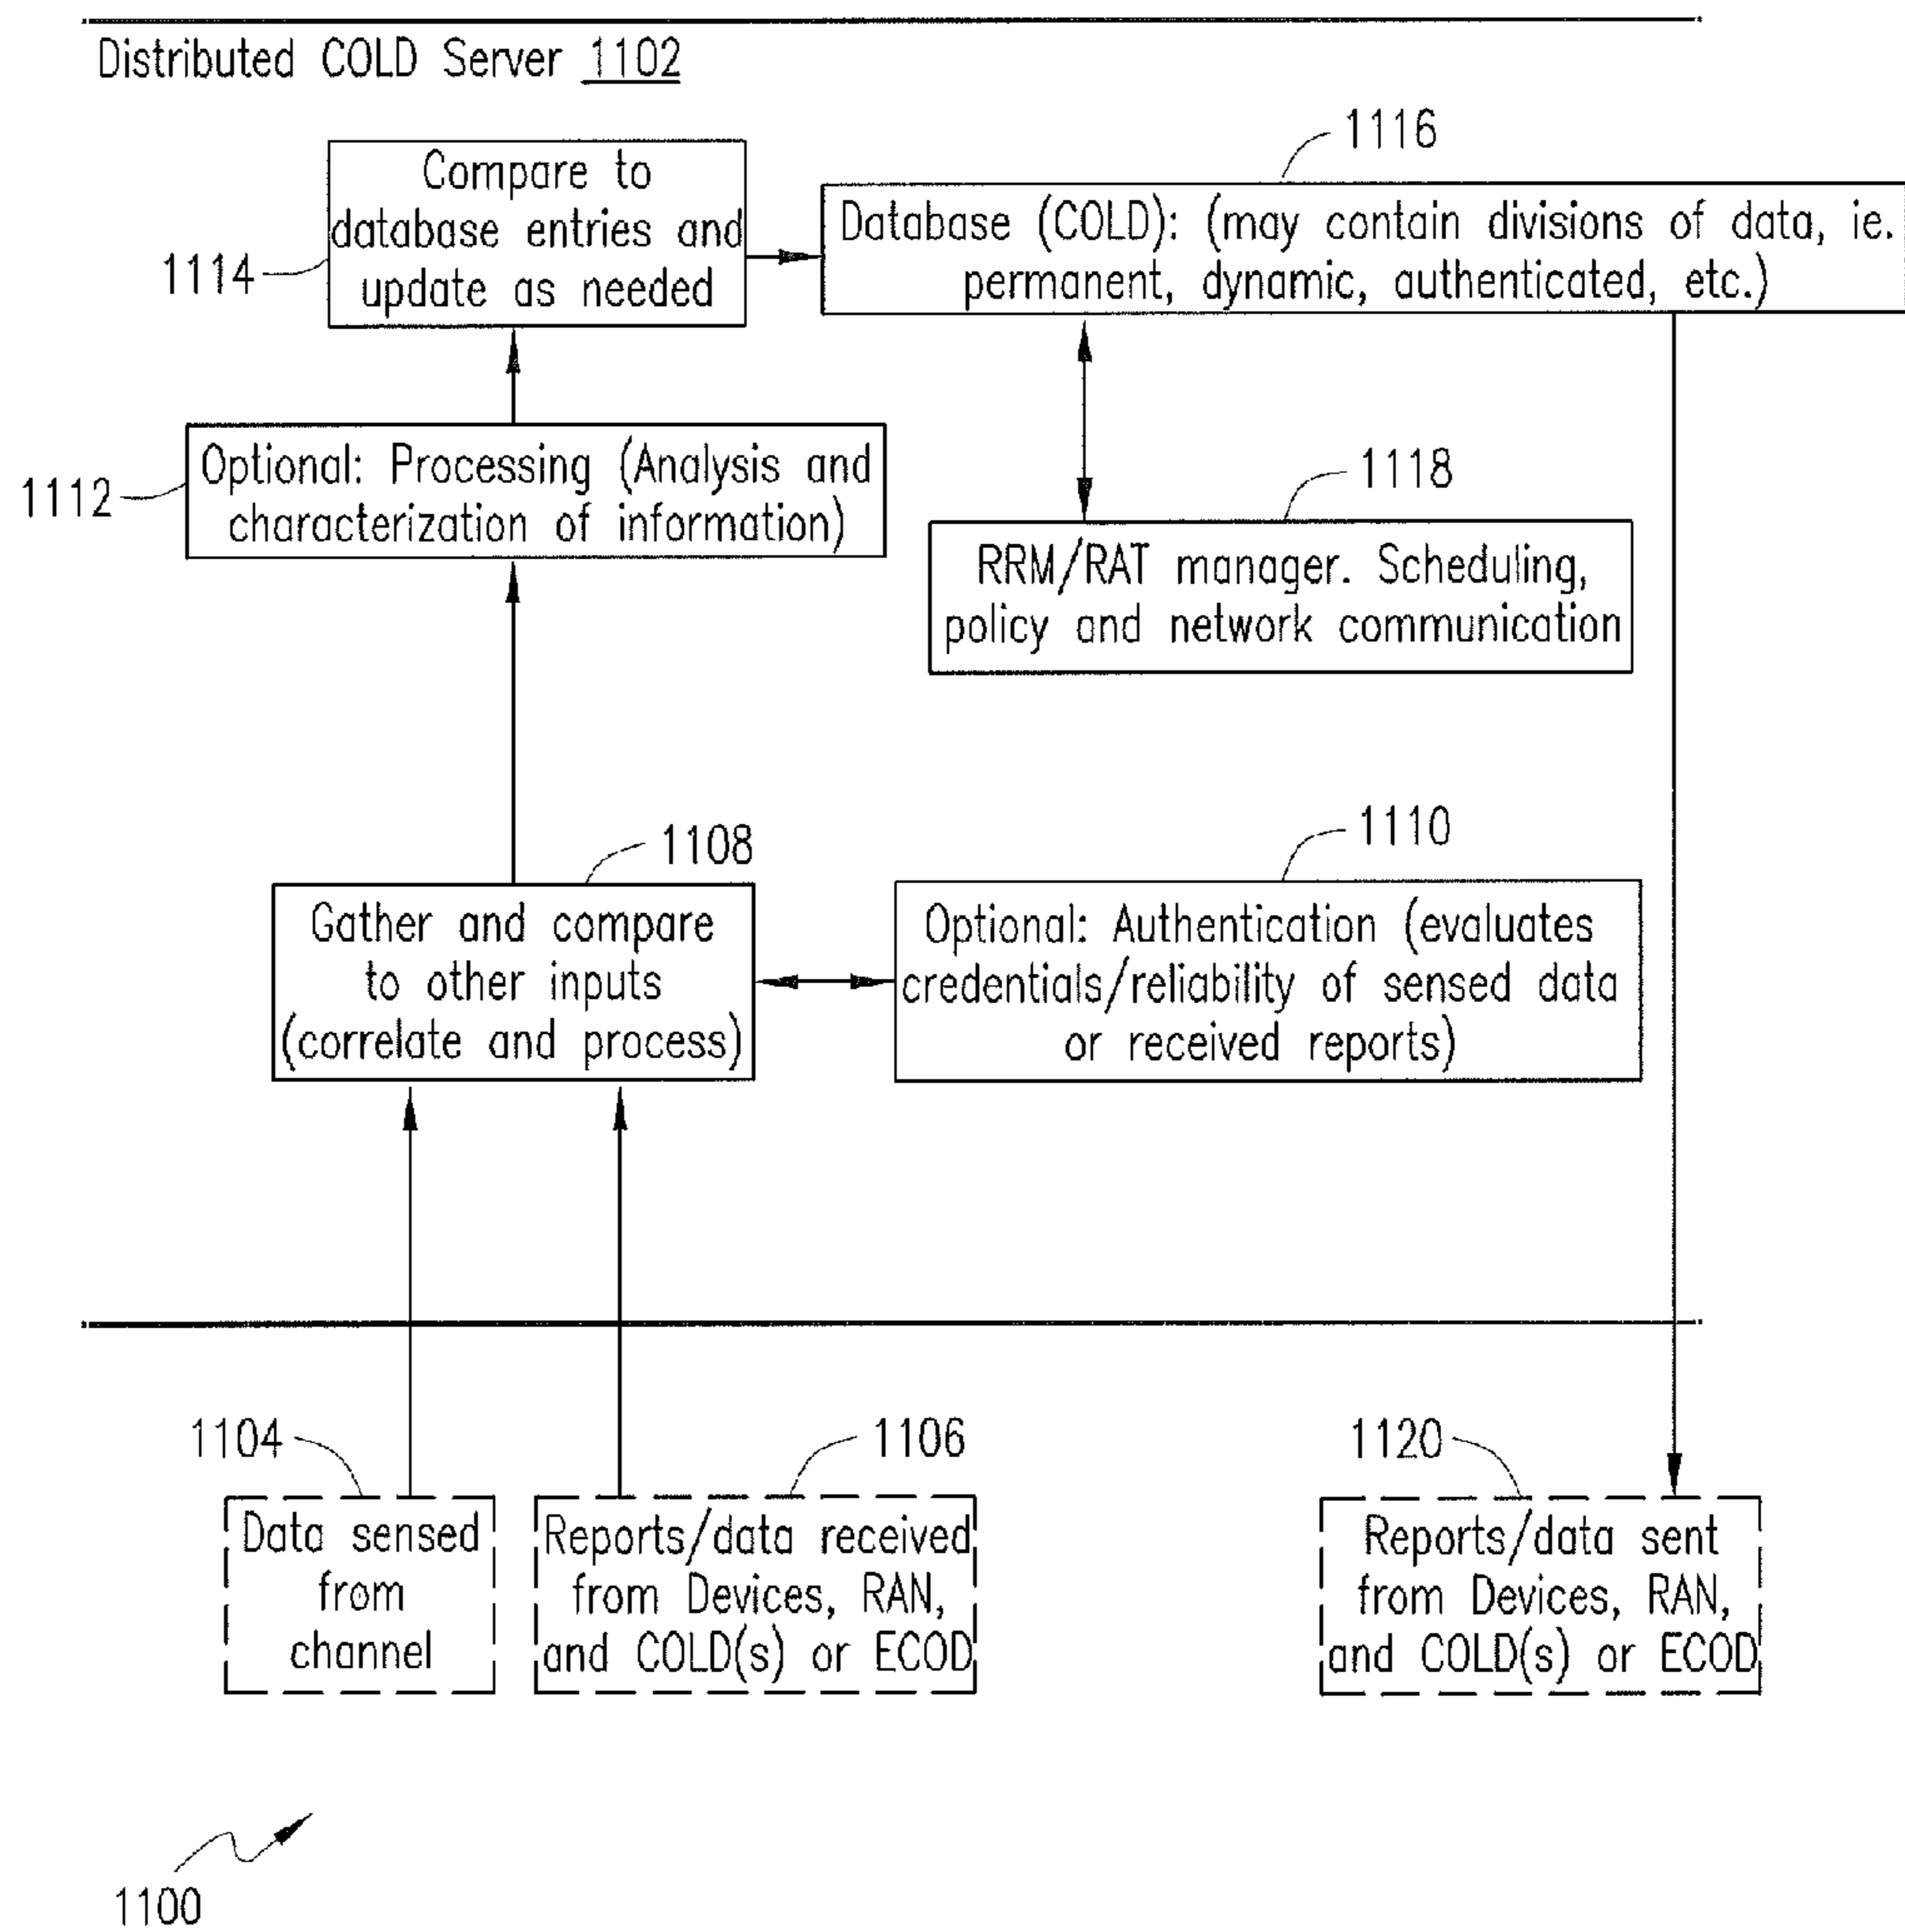 Distributed COLD Server 1102
1116
Compare to
database entries and
update as needed
1114
Database (COLD): (may contain divisions of data, ie.
permanent, dynamic, authenticated, etc.)
1112
Optional: Processing (Analysis and
characterization of information)
1118
RRM/RAT manager. Scheduling,
policy and network communication
1108
Gather and compare
to other inputs
(correlate and process)
1110
Optional: Authentication (evaluates
credentials/reliability of sensed data
or received reports)
1104
Data sensed
from
channel
1106
Reports/data received
from Devices, RAN,
and COLD(s) or ECOD
1120
Reports/data sent
from Devices, RAN,
and COLD(s) or ECOD
1100